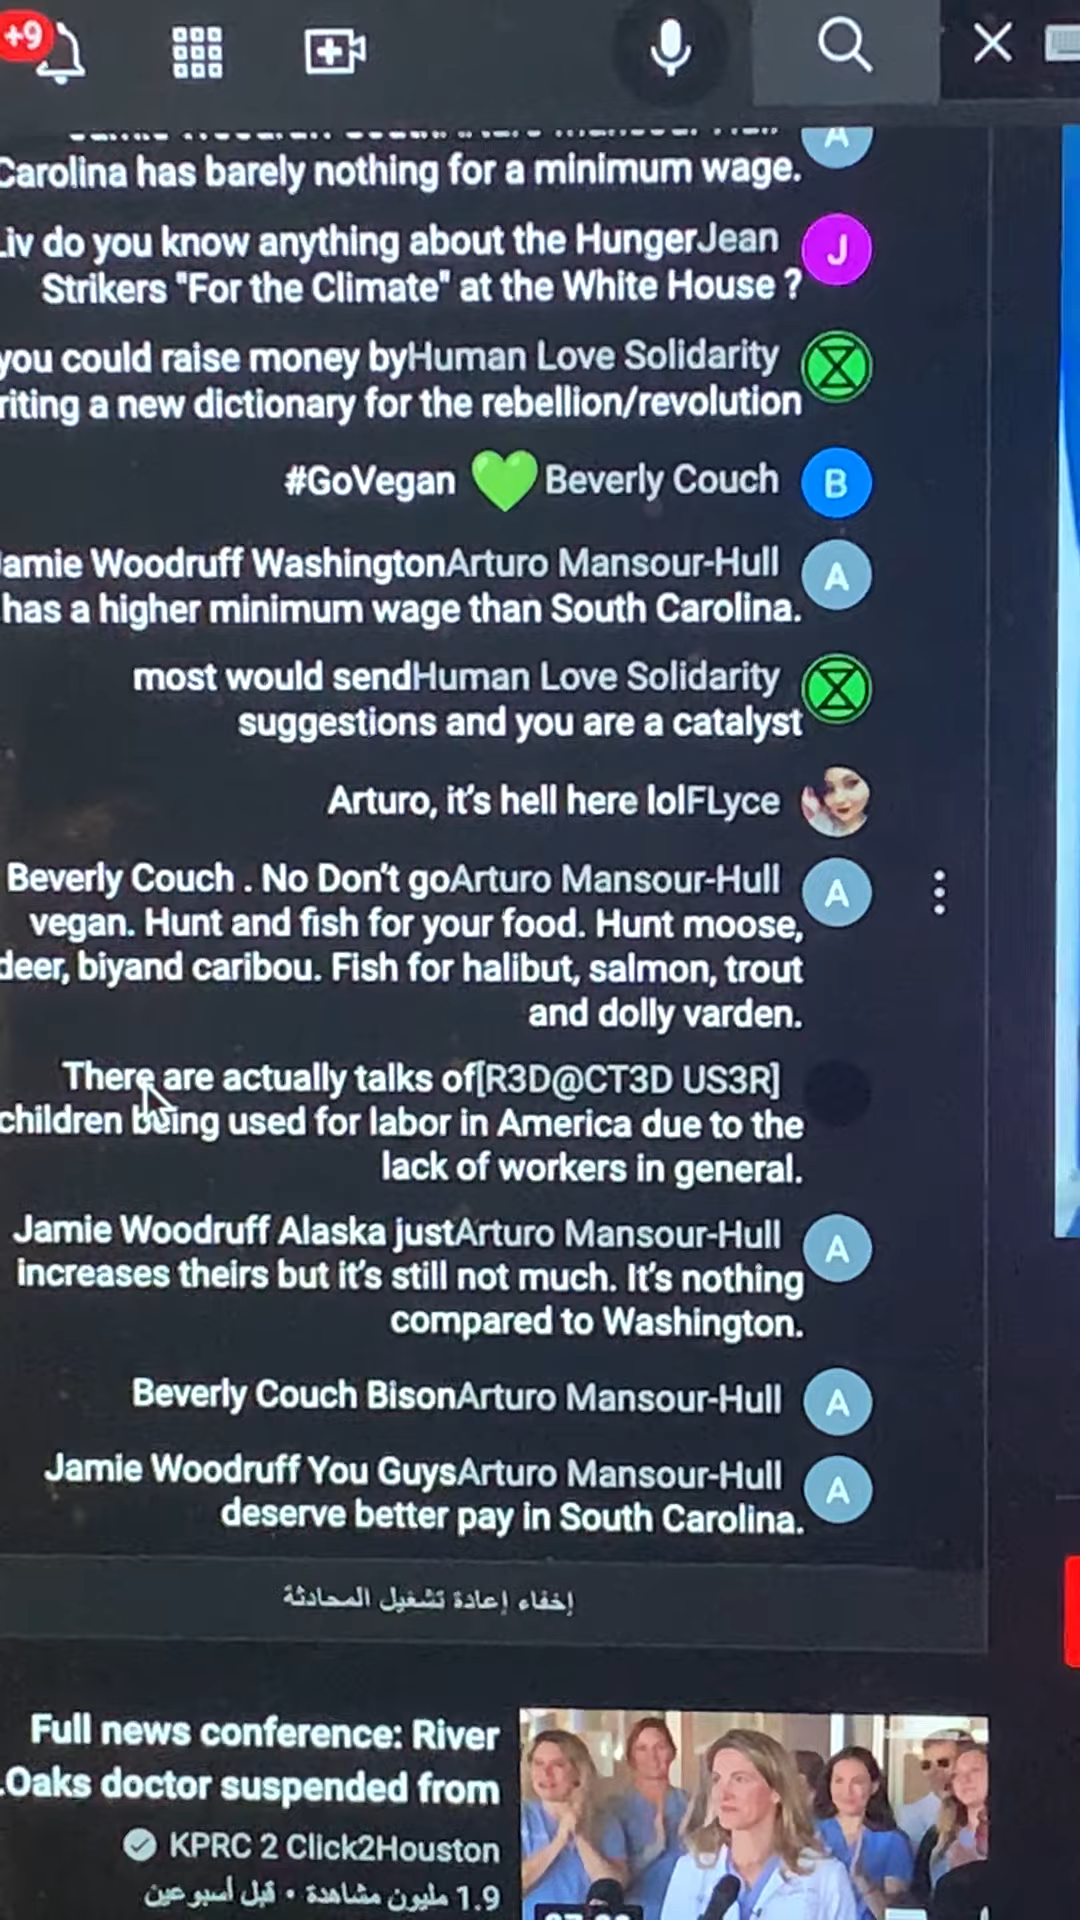 +9
Carolina has barely nothing for a minimum wage.
A
Liv do you know anything about the HungerJean
Strikers "For the Climate" at the White House ?
J
you could raise money byHuman Love Solidarity
riting a new dictionary for the rebellion/revolution
#GoVegan 💚Beverly Couch
B
Jamie Woodruff WashingtonArturo Mansour-Hull
has a higher minimum wage than South Carolina.
A
most would sendHuman Love Solidarity
suggestions and you are a catalyst
Arturo, it's hell here lolFLyce
Beverly Couch . No Don't goArturo Mansour-Hull
vegan. Hunt and fish for your food. Hunt moose,
deer, biyand caribou. Fish for halibut, salmon, trout
and dolly varden.
A
There are actually talks of[R3D@CT3D US3R]
children being used for labor in America due to the
lack of workers in general.
Jamie Woodruff Alaska justArturo Mansour-Hull
increases theirs but it's still not much. It's nothing
compared to Washington.
A
Beverly Couch BisonArturo Mansour-Hull
A
Jamie Woodruff You GuysArturo Mansour-Hull
deserve better pay in South Carolina.
A
إخفاء إعادة تشغيل المحادثة
Full news conference: River
Oaks doctor suspended from
KPRC 2 Click2Houston
1.9 مليون مشاهدة • قبل أسبوعين